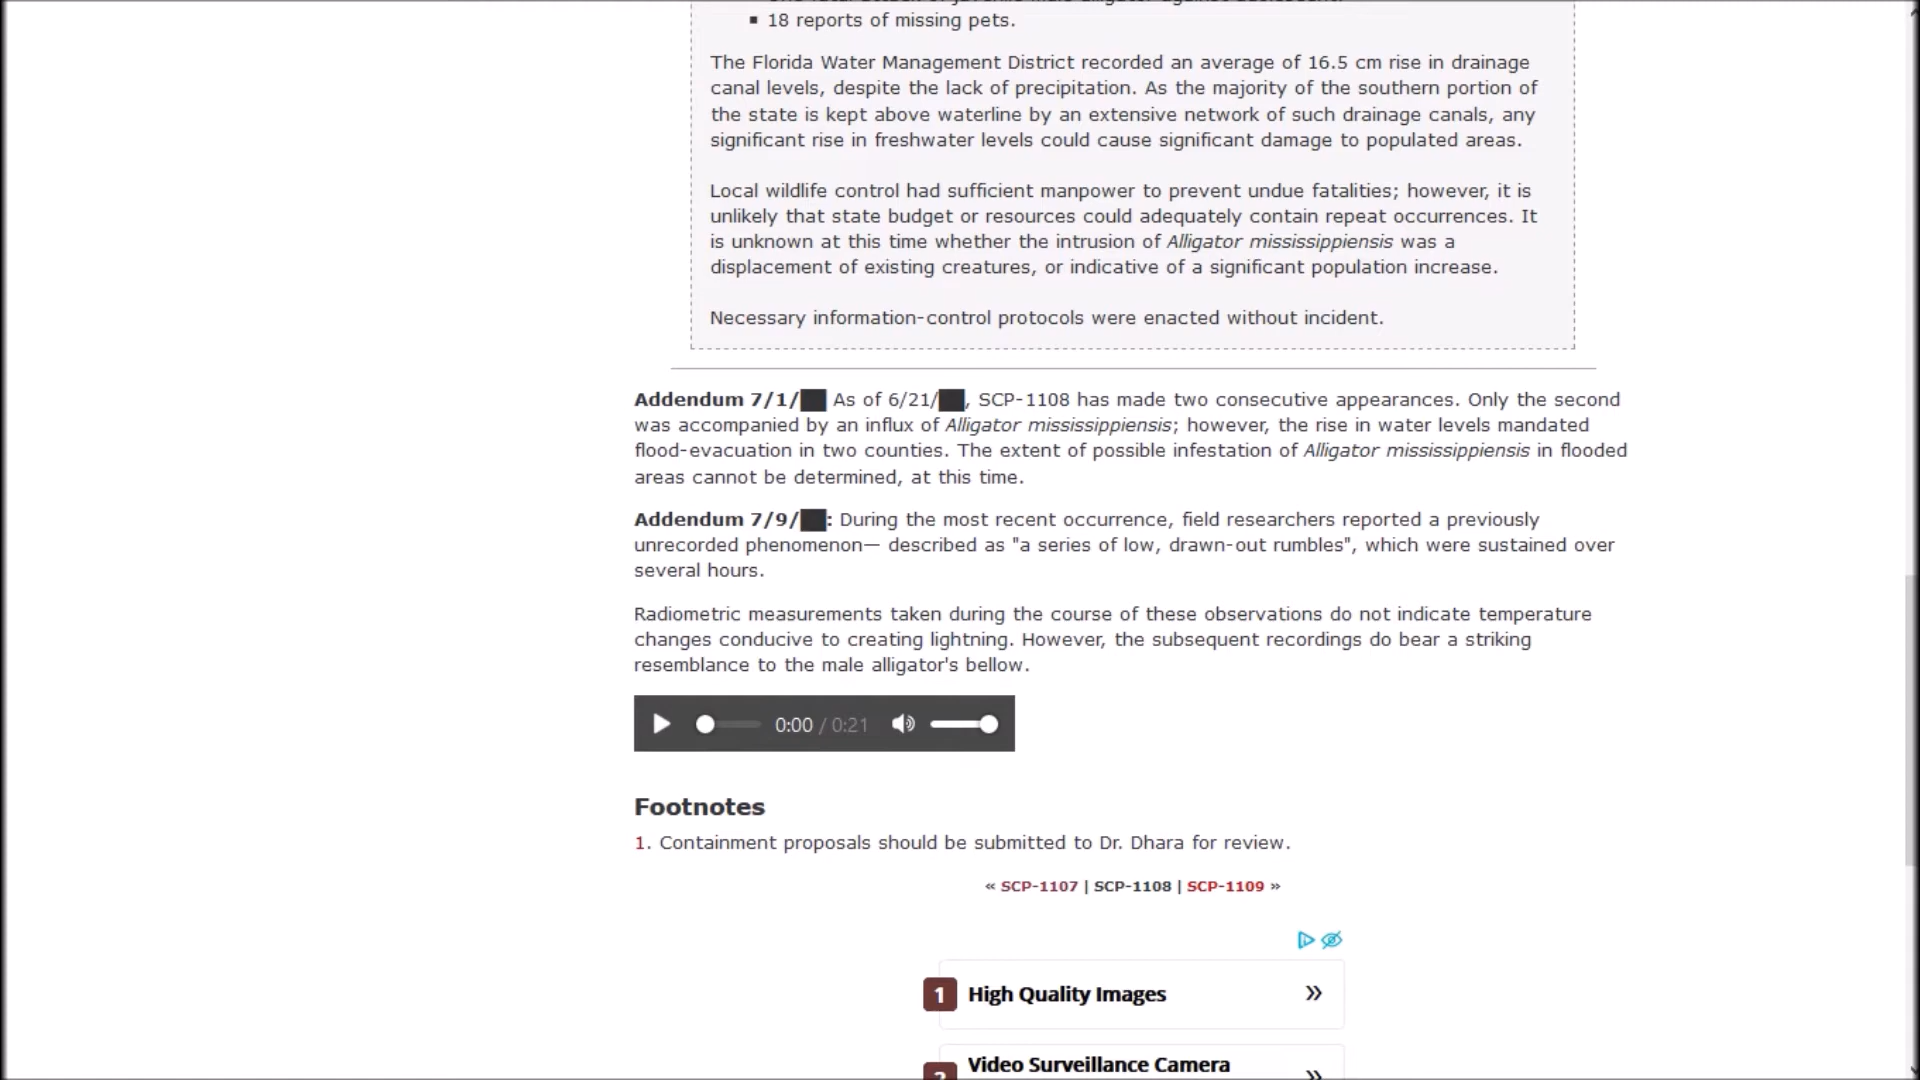 ▪ 18 reports of missing pets.
The Florida Water Management District recorded an average of 16.5 cm rise in drainage
canal levels, despite the lack of precipitation. As the majority of the southern portion of
the state is kept above waterline by an extensive network of such drainage canals, any
significant rise in freshwater levels could cause significant damage to populated areas.
Local wildlife control had sufficient manpower to prevent undue fatalities; however, it is
unlikely that state budget or resources could adequately contain repeat occurrences. It
is unknown at this time whether the intrusion of Alligator mississippiensis was a
displacement of existing creatures, or indicative of a significant population increase.
Necessary information-control protocols were enacted without incident.
Addendum 7/1/██ As of 6/21/██, SCP-1108 has made two consecutive appearances. Only the second
was accompanied by an influx of Alligator mississippiensis; however, the rise in water levels mandated
flood-evacuation in two counties. The extent of possible infestation of Alligator mississippiensis in flooded
areas cannot be determined, at this time.
Addendum 7/9/██: During the most recent occurrence, field researchers reported a previously
unrecorded phenomenon— described as "a series of low, drawn-out rumbles", which were sustained over
several hours.
Radiometric measurements taken during the course of these observations do not indicate temperature
changes conducive to creating lightning. However, the subsequent recordings do bear a striking
resemblance to the male alligator's bellow.
0:00 / 0:21
Footnotes
1. Containment proposals should be submitted to Dr. Dhara for review.
« SCP-1107 | SCP-1108 | SCP-1109 »
1 High Quality Images »
2 Video Surveillance Camera »